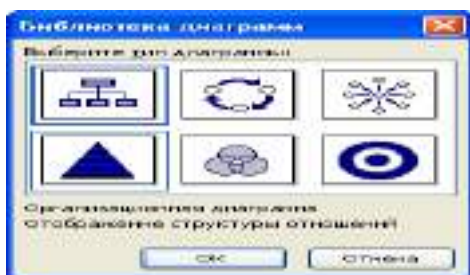 Библиотека диаграмм
Выберите тип диаграммы:
Организационная диаграмма
отображение структуры отношений
ОК
Отмена